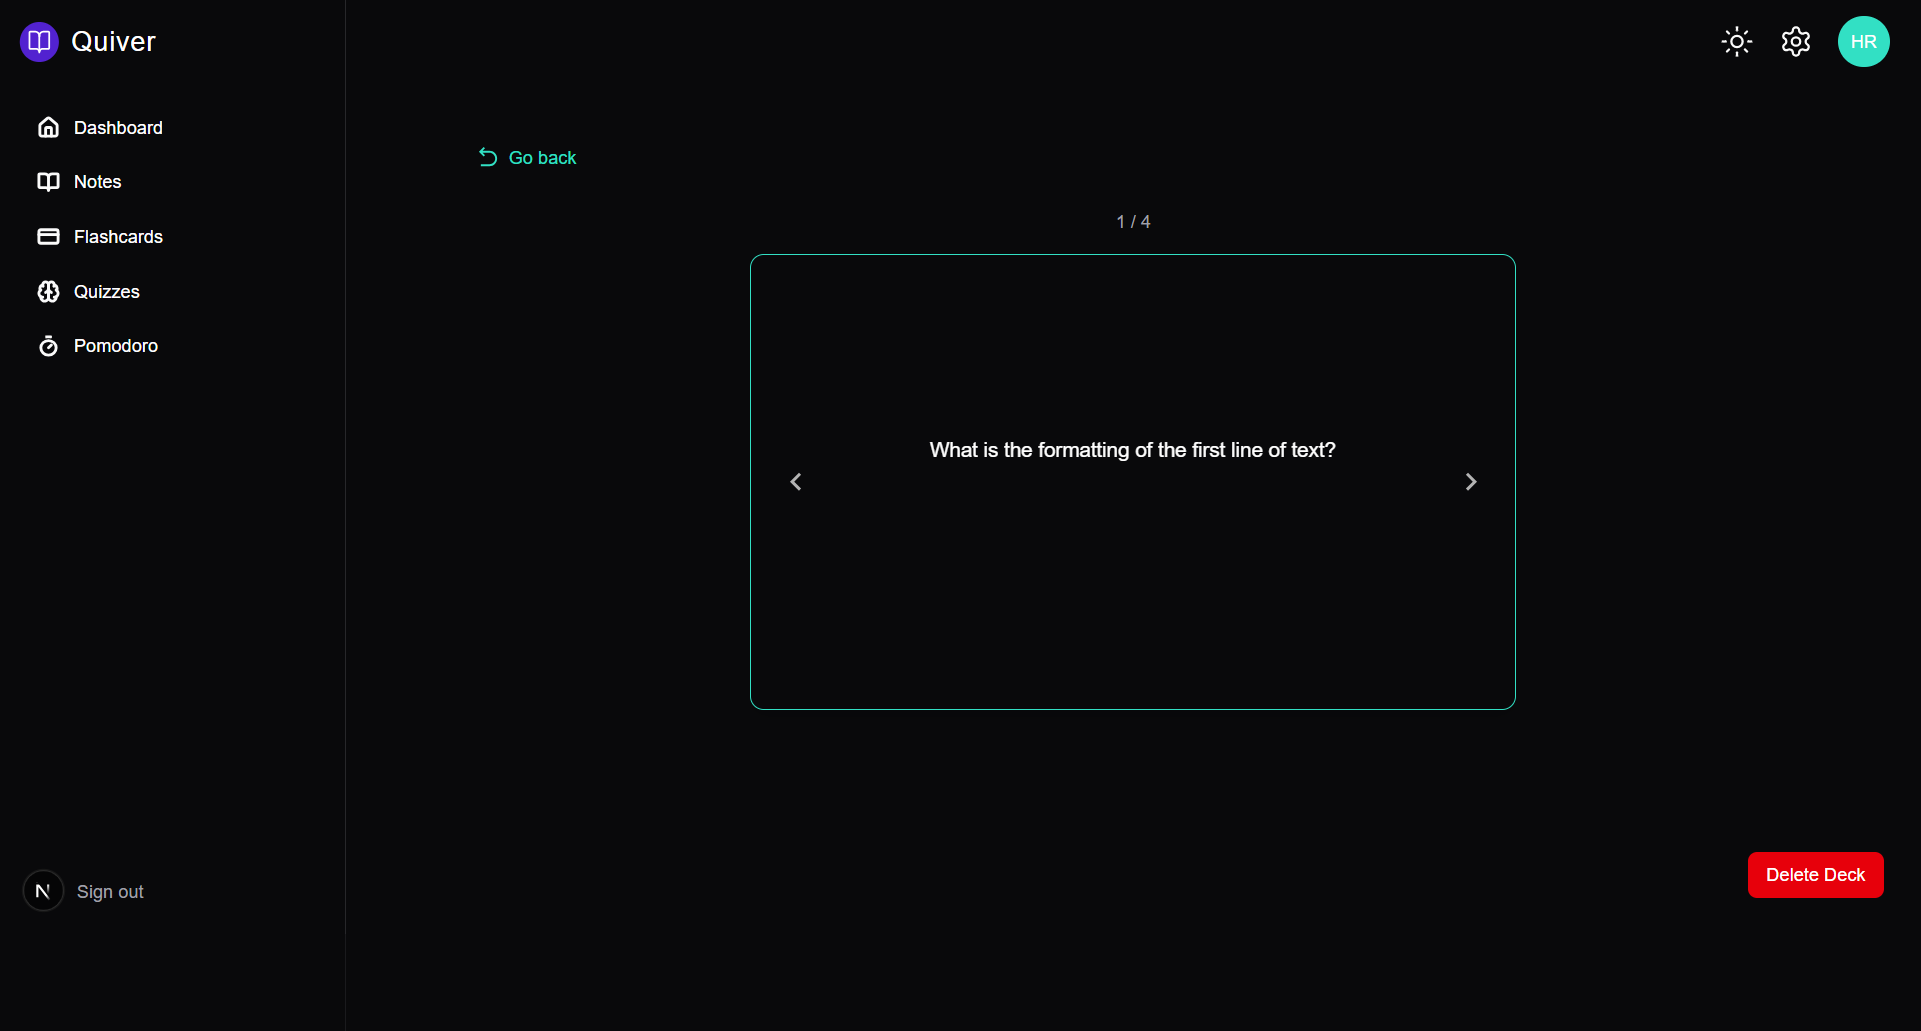 Quiver
HR
Dashboard
Notes
Flashcards
Quizzes
Pomodoro
Go back
1 / 4
What is the formatting of the first line of text?
Delete Deck
N
Sign out